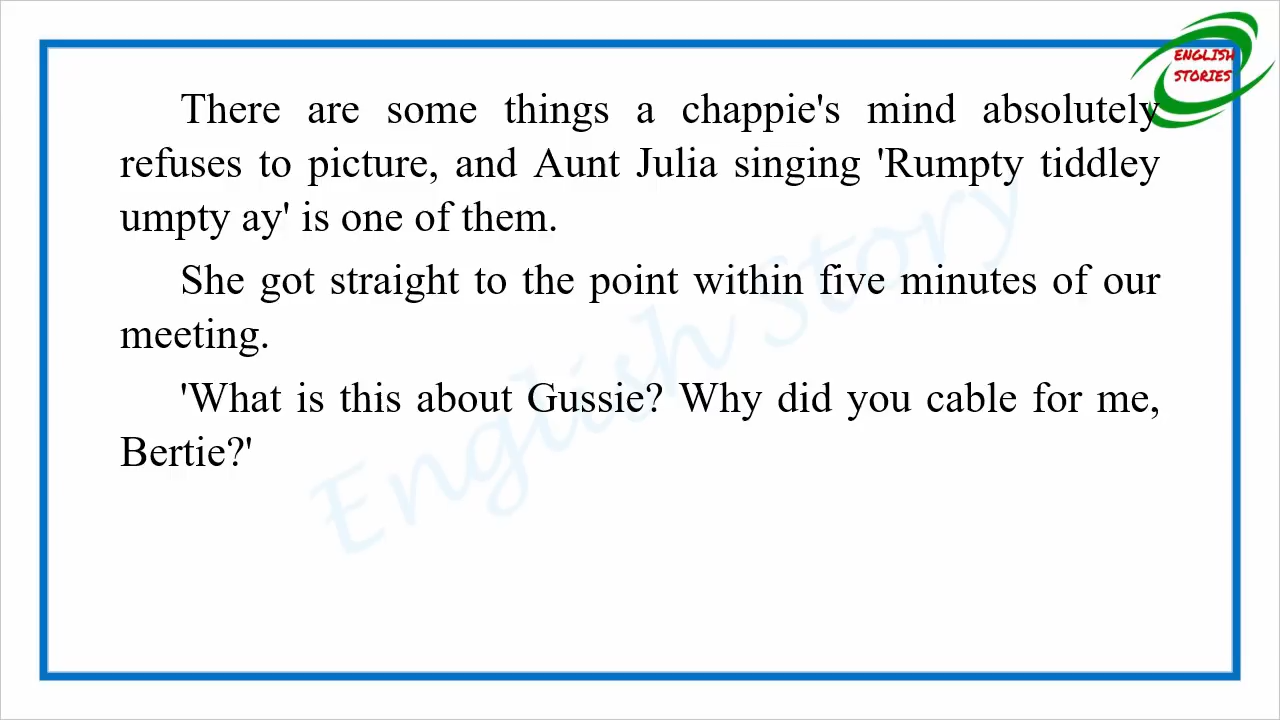 ENGLISH
STORIES
There are some things a chappie's mind absolutely
refuses to picture, and Aunt Julia singing 'Rumpty tiddley
umpty ay' is one of them.
She got straight to the point within five minutes of our
meeting.
'What is this about Gussie? Why did you cable for me,
Bertie?'
English Story